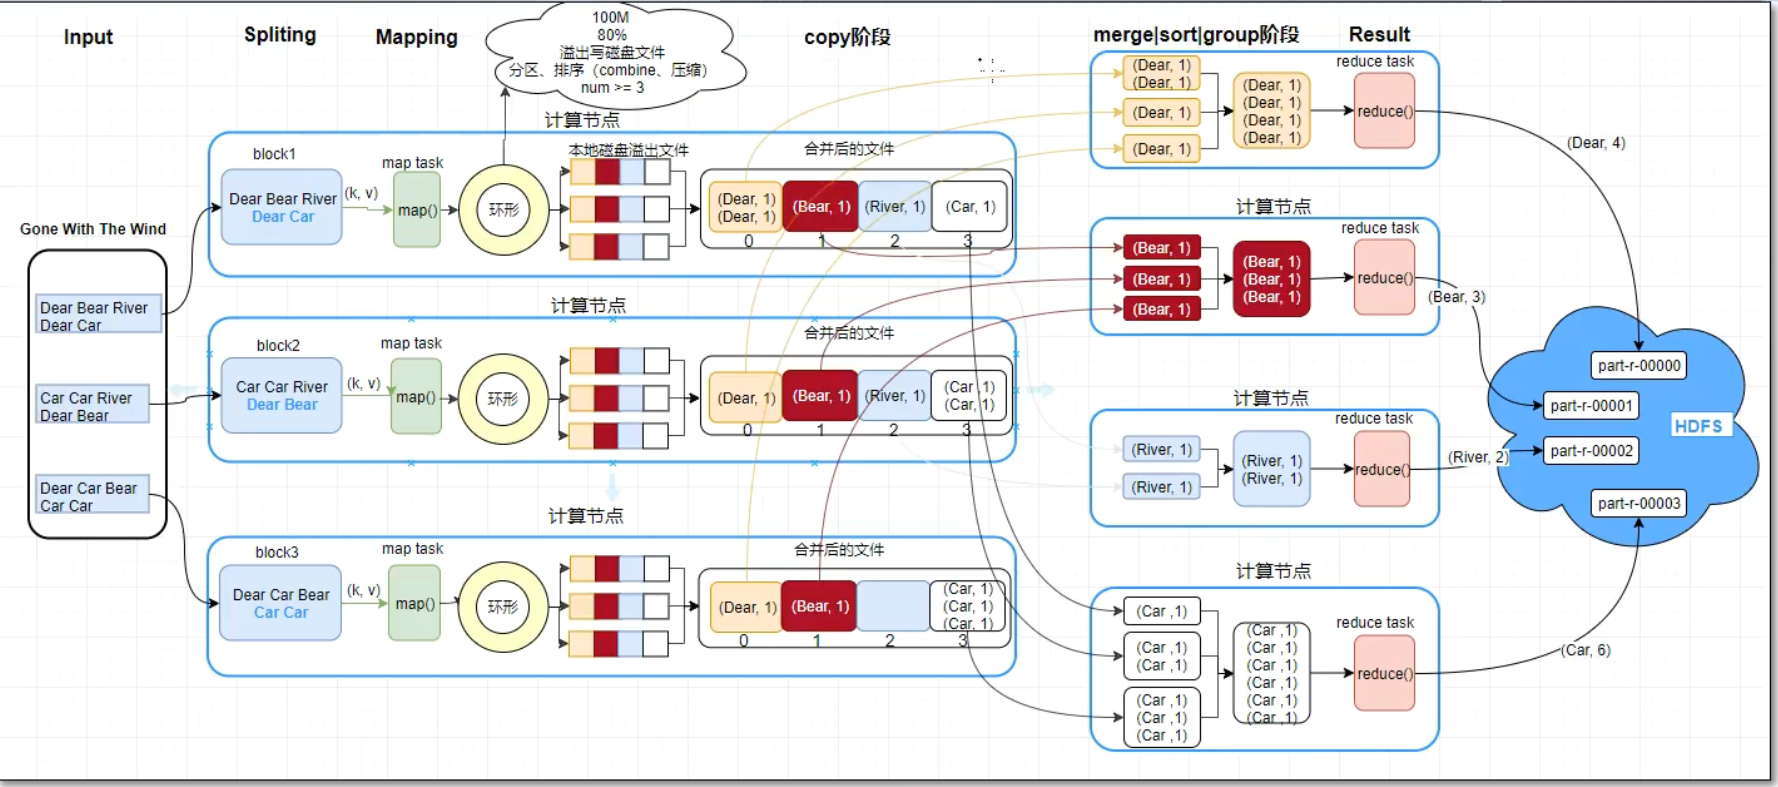 Input
Spliting
Mapping
copy阶段
merge|sort|group阶段
Result
100M
80%
溢出写磁盘文件
分区、排序（combine、压缩）
num >= 3
Gone With The Wind
Dear Bear River
Dear Car
Car Car River
Dear Bear
Dear Car Bear
Car Car
计算节点
block1
Dear Bear River
Dear Car
(k, v)
map task
map()
环形
本地磁盘溢出文件
合并后的文件
(Dear, 1)
(Dear, 1)
(Bear, 1)
(River, 1)
(Car, 1)
0
1
2
3
计算节点
block2
Car Car River
Dear Bear
(k, v)
map task
map()
环形
合并后的文件
(Dear, 1)
(Bear, 1)
(River, 1)
(Car ,1)
(Car, 1)
0
1
2
3
计算节点
block3
Dear Car Bear
Car Car
(k, v)
map task
map()
环形
合并后的文件
(Dear, 1)
(Bear, 1)
(Car, 1)
(Car, 1)
(Car, 1)
0
1
2
3
(Dear, 1)
(Dear, 1)
(Dear, 1)
(Dear, 1)
(Dear, 1)
(Dear, 1)
(Dear, 1)
(Dear, 1)
reduce task
reduce()
(Dear, 4)
计算节点
(Bear, 1)
(Bear, 1)
(Bear, 1)
(Bear, 1)
(Bear, 1)
(Bear, 1)
reduce task
reduce()
(Bear, 3)
计算节点
(River, 1)
(River, 1)
(River, 1)
(River, 1)
reduce task
reduce()
(River, 2)
计算节点
(Car ,1)
(Car ,1)
(Car ,1)
(Car ,1)
(Car ,1)
(Car ,1)
(Car ,1)
(Car ,1)
(Car ,1)
(Car ,1)
(Car ,1)
(Car ,1)
reduce task
reduce()
(Car, 6)
part-r-00000
part-r-00001
HDFS
part-r-00002
part-r-00003